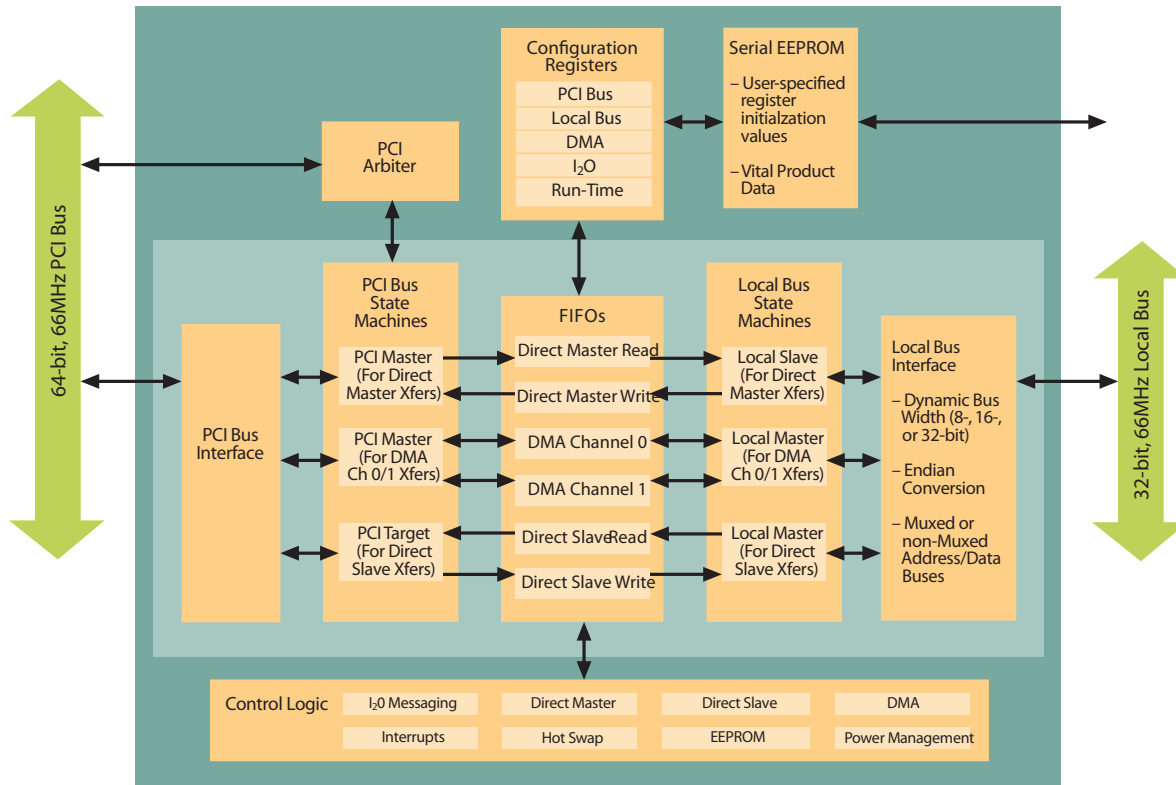 64-bit, 66MHz PCI Bus
PCI
Arbiter
Configuration
Registers
PCI Bus
Local Bus
DMA
I₂O
Run-Time
Serial EEPROM
– User-specified
register
initialzation
values
– Vital Product
Data
PCI Bus
Interface
PCI Bus
State
Machines
PCI Master
(For Direct
Master Xfers)
PCI Master
(For DMA
Ch 0/1 Xfers)
PCI Target
(For Direct
Slave Xfers)
FIFOs
Direct Master Read
Direct Master Write
DMA Channel 0
DMA Channel 1
Direct Slave Read
Direct Slave Write
Local Bus
State
Machines
Local Slave
(For Direct
Master Xfers)
Local Master
(For DMA
Ch 0/1 Xfers)
Local Master
(For Direct
Slave Xfers)
Local Bus
Interface
– Dynamic Bus
Width (8-, 16-,
or 32-bit)
– Endian
Conversion
– Muxed or
non-Muxed
Address/Data
Buses
32-bit, 66MHz Local Bus
Control Logic
I₂0 Messaging
Direct Master
Direct Slave
DMA
Interrupts
Hot Swap
EEPROM
Power Management